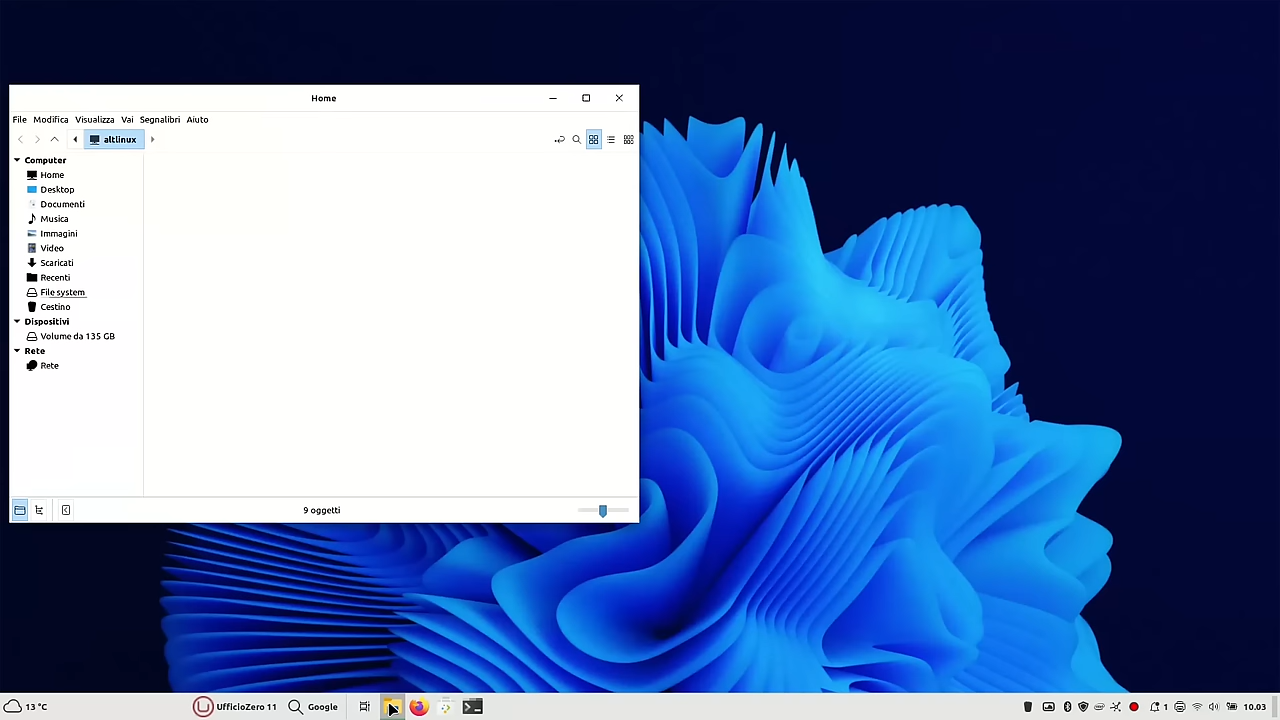 Home
File Modifica Visualizza Vai Segnalibri Aiuto
altlinux
Computer
Home
Desktop
Documenti
Musica
Immagini
Video
Scaricati
Recenti
File system
Cestino
Dispositivi
Volume da 135 GB
Rete
Rete
9 oggetti
13 °C UfficioZero 11 Google 1 10.03